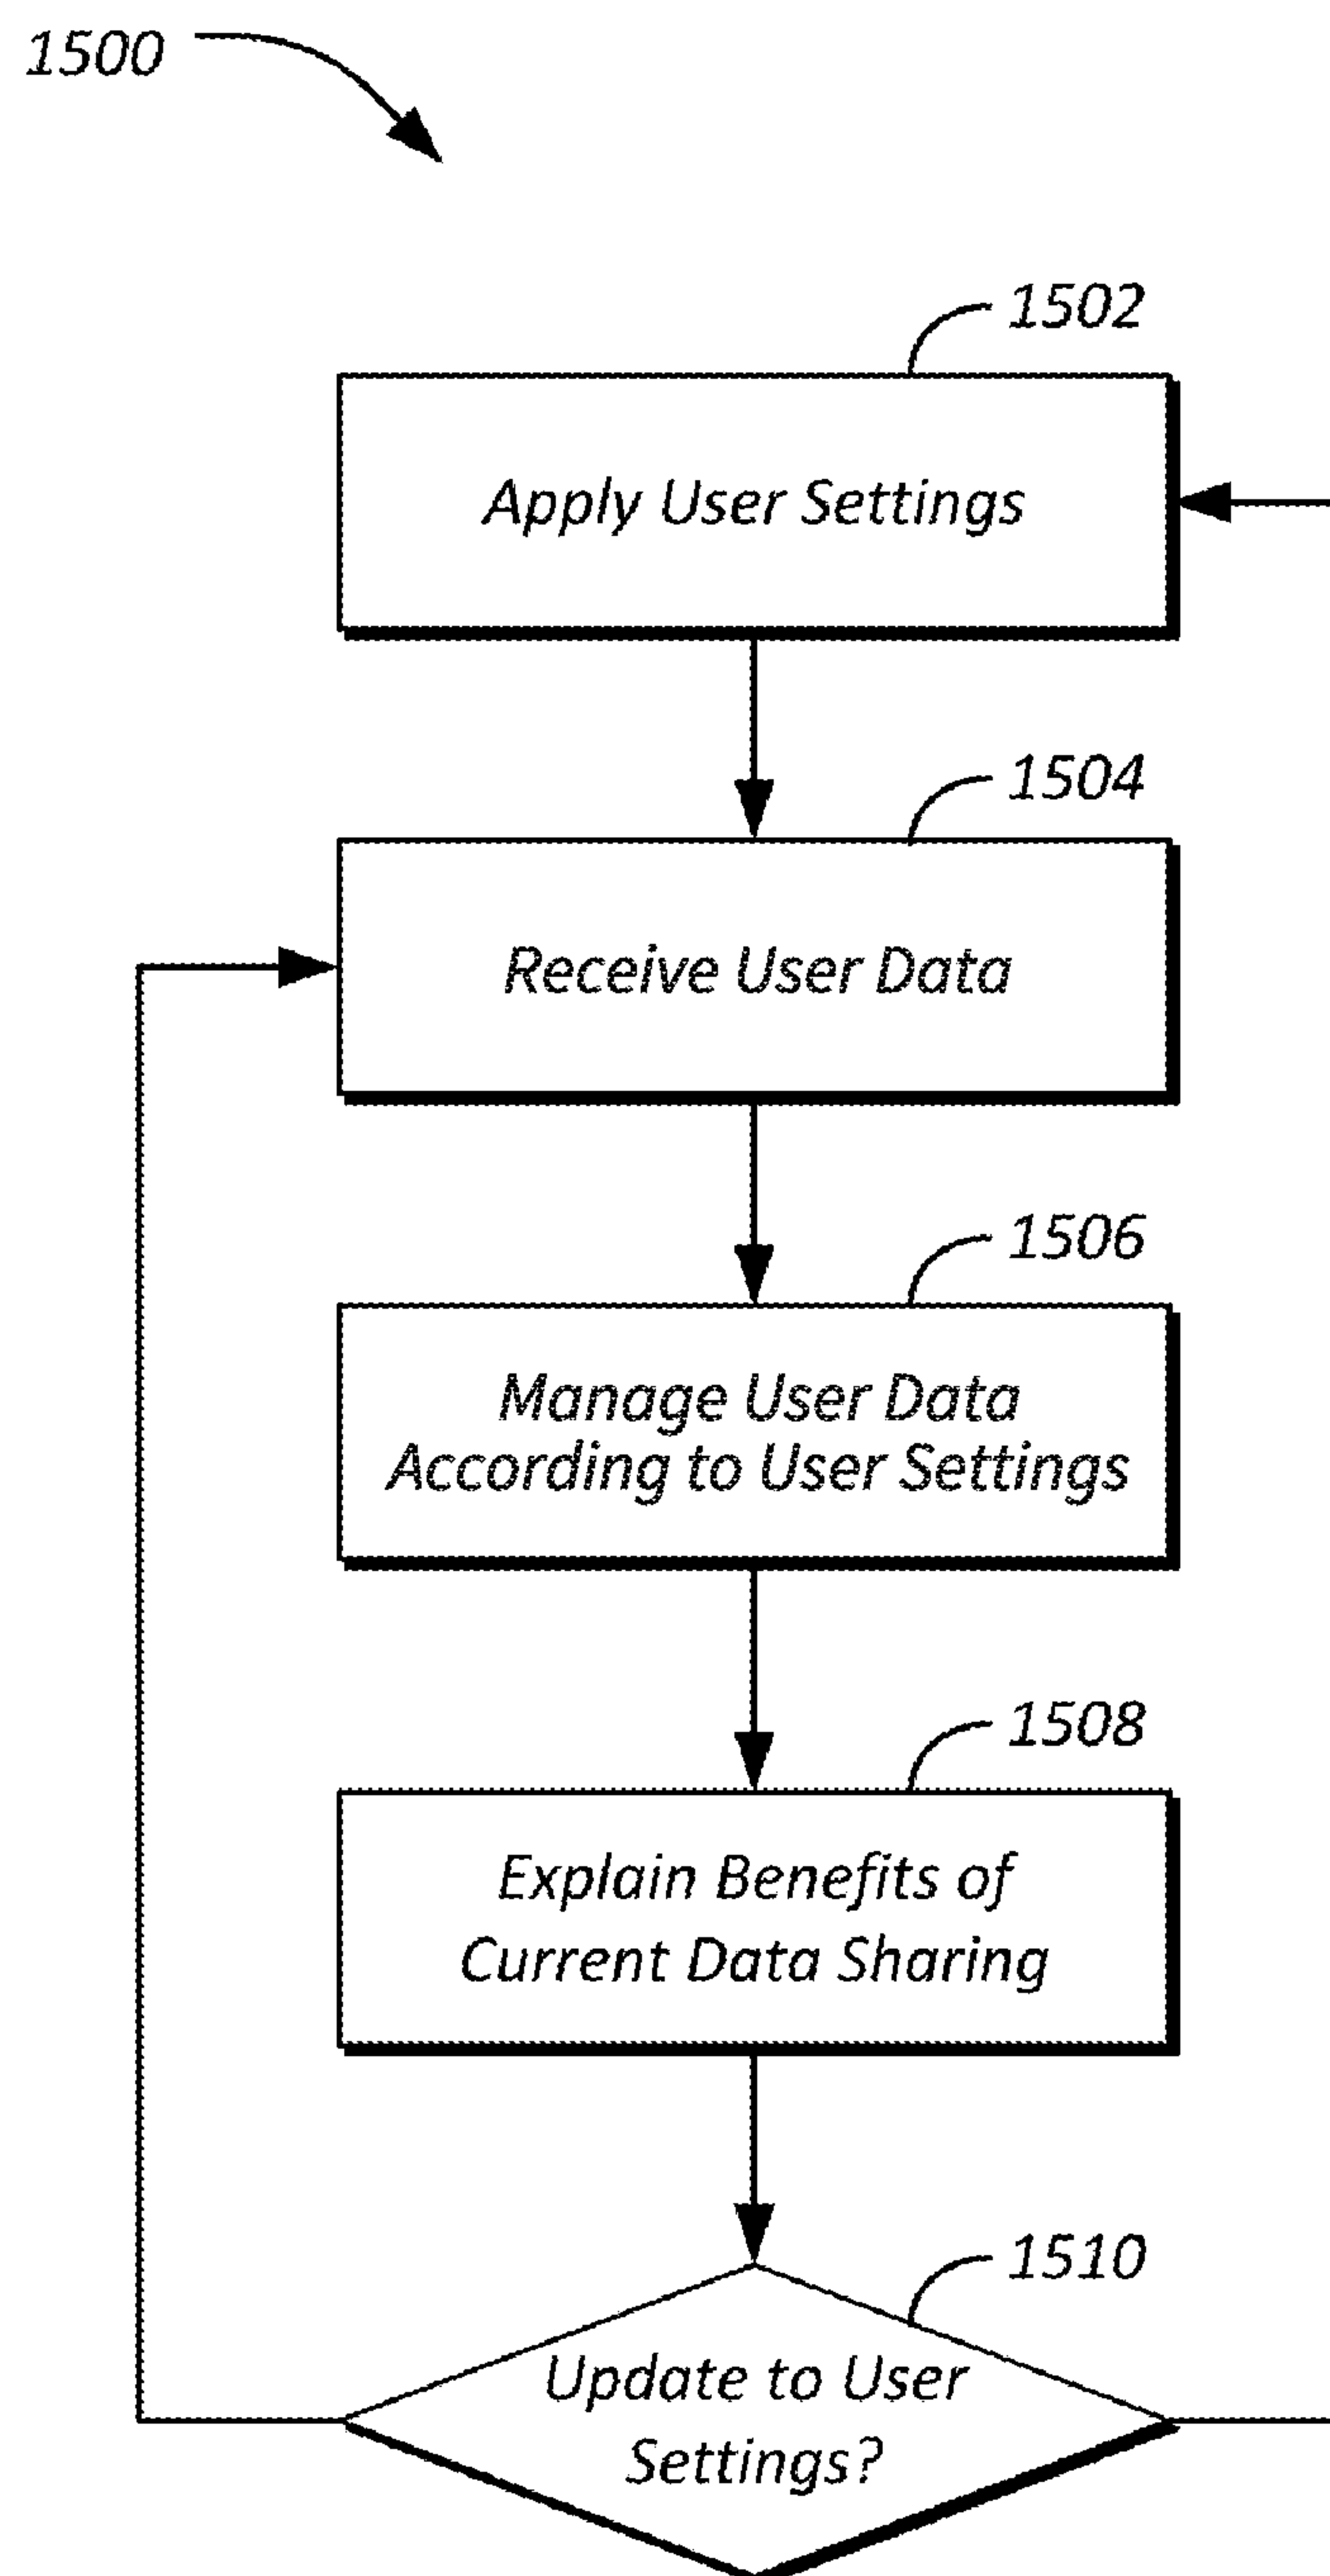 1500
1502
Apply User Settings
1504
Receive User Data
1506
Manage User Data
According to User Settings
1508
Explain Benefits of
Current Data Sharing
1510
Update to User
Settings?